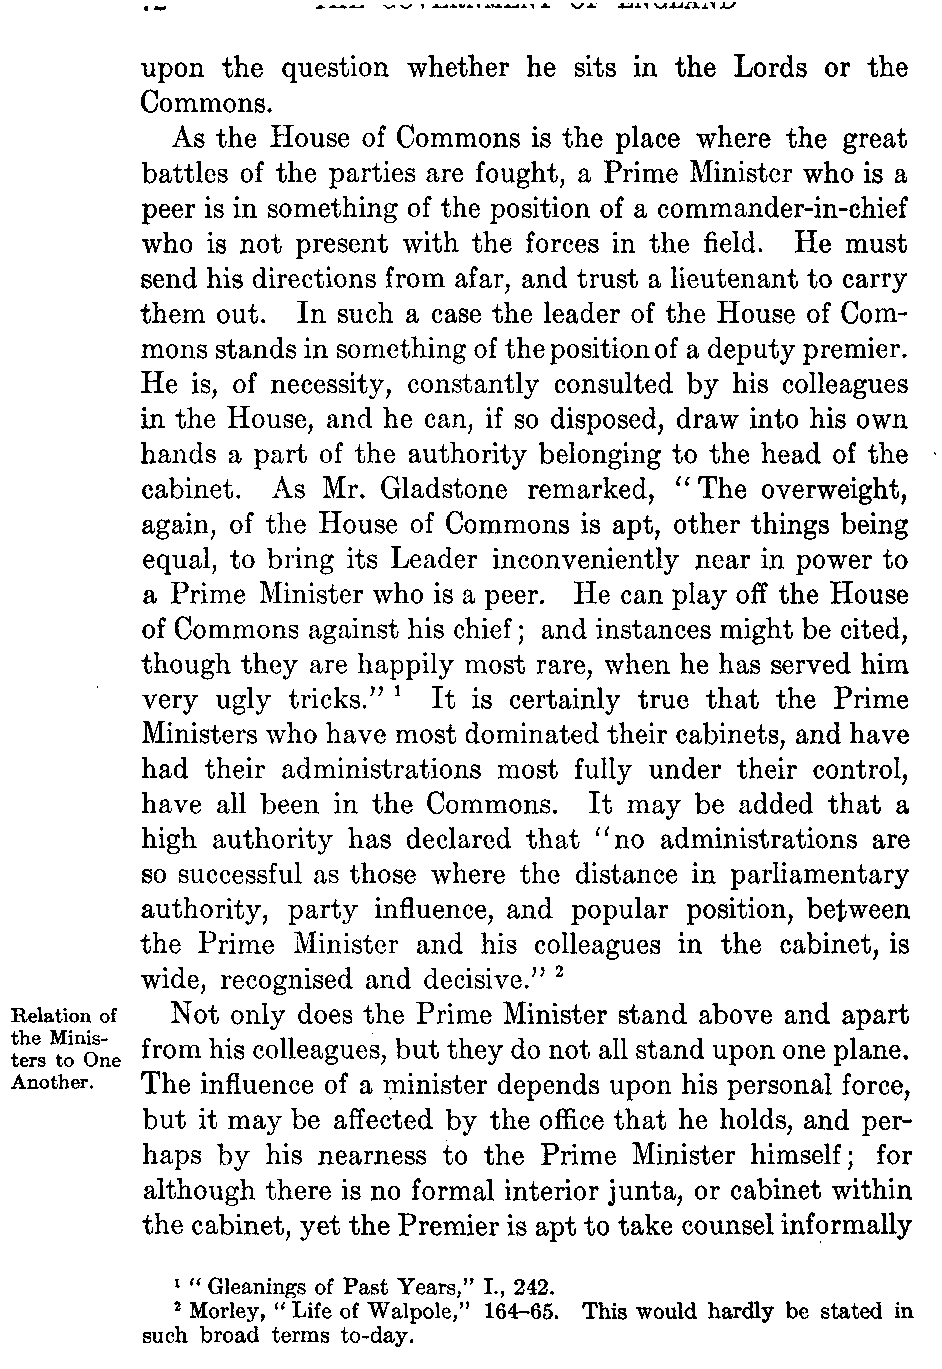 THE GOVERNMENT OF ENGLAND
upon the question whether he sits in the Lords or the
Commons.
As the House of Commons is the place where the great
battles of the parties are fought, a Prime Minister who is a
peer is in something of the position of a commander-in-chief
who is not present with the forces in the field. He must
send his directions from afar, and trust a lieutenant to carry
them out. In such a case the leader of the House of Com-
mons stands in something of the position of a deputy premier.
He is, of necessity, constantly consulted by his colleagues
in the House, and he can, if so disposed, draw into his own
hands a part of the authority belonging to the head of the
cabinet. As Mr. Gladstone remarked, “The overweight,
again, of the House of Commons is apt, other things being
equal, to bring its Leader inconveniently near in power to
a Prime Minister who is a peer. He can play off the House
of Commons against his chief; and instances might be cited,
though they are happily most rare, when he has served him
very ugly tricks.” ¹ It is certainly true that the Prime
Ministers who have most dominated their cabinets, and have
had their administrations most fully under their control,
have all been in the Commons. It may be added that a
high authority has declared that “no administrations are
so successful as those where the distance in parliamentary
authority, party influence, and popular position, between
the Prime Minister and his colleagues in the cabinet, is
wide, recognised and decisive.” ²
Relation of
the Minis-
ters to One
Another.
Not only does the Prime Minister stand above and apart
from his colleagues, but they do not all stand upon one plane.
The influence of a minister depends upon his personal force,
but it may be affected by the office that he holds, and per-
haps by his nearness to the Prime Minister himself; for
although there is no formal interior junta, or cabinet within
the cabinet, yet the Premier is apt to take counsel informally
¹ “Gleanings of Past Years,” I., 242.
² Morley, “Life of Walpole,” 164–65. This would hardly be stated in
such broad terms to-day.